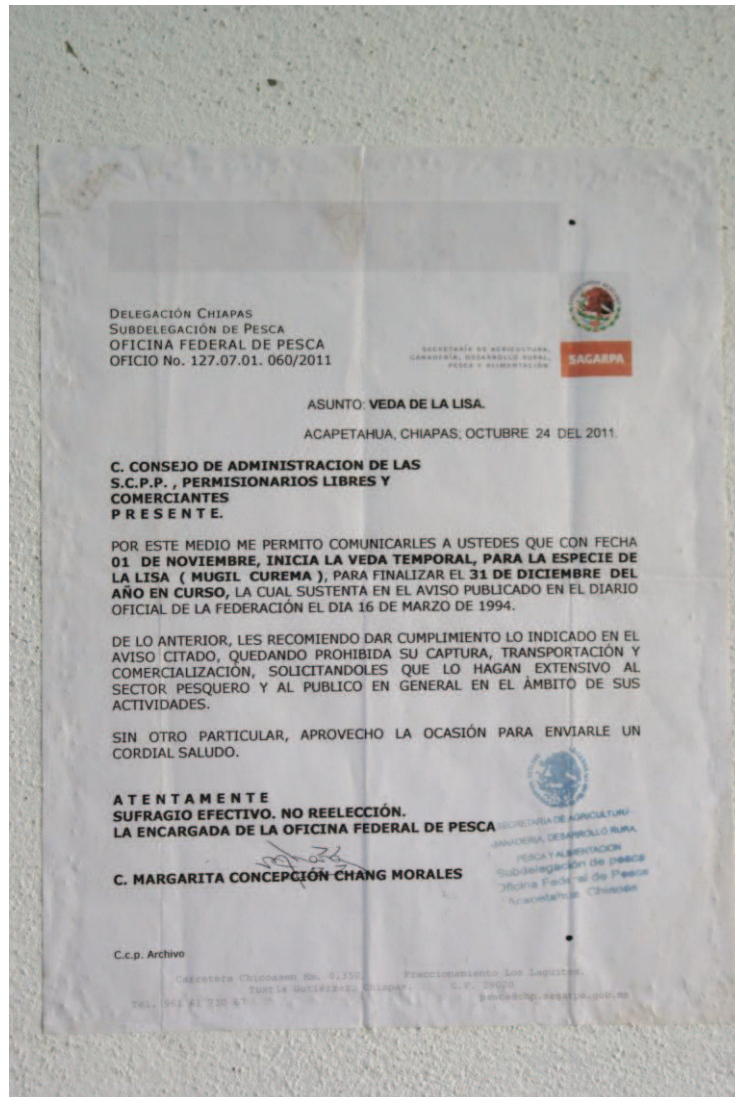 DELEGACIÓN CHIAPAS
SUBDELEGACIÓN DE PESCA
OFICINA FEDERAL DE PESCA
OFICIO No. 127.07.01. 060/2011
SECRETARÍA DE AGRICULTURA,
GANADERÍA, DESARROLLO RURAL,
PESCA Y ALIMENTACIÓN
SAGARPA
ASUNTO: VEDA DE LA LISA.
ACAPETAHUA, CHIAPAS; OCTUBRE 24 DEL 2011.
C. CONSEJO DE ADMINISTRACION DE LAS
S.C.P.P. , PERMISIONARIOS LIBRES Y
COMERCIANTES
P R E S E N T E.
POR ESTE MEDIO ME PERMITO COMUNICARLES A USTEDES QUE CON FECHA
01 DE NOVIEMBRE, INICIA LA VEDA TEMPORAL, PARA LA ESPECIE DE
LA LISA ( MUGIL CUREMA ), PARA FINALIZAR EL 31 DE DICIEMBRE DEL
AÑO EN CURSO, LA CUAL SUSTENTA EN EL AVISO PUBLICADO EN EL DIARIO
OFICIAL DE LA FEDERACIÓN EL DIA 16 DE MARZO DE 1994.
DE LO ANTERIOR, LES RECOMIENDO DAR CUMPLIMIENTO LO INDICADO EN EL
AVISO CITADO, QUEDANDO PROHIBIDA SU CAPTURA, TRANSPORTACIÓN Y
COMERCIALIZACIÓN, SOLICITANDOLES QUE LO HAGAN EXTENSIVO AL
SECTOR PESQUERO Y AL PUBLICO EN GENERAL EN EL ÀMBITO DE SUS
ACTIVIDADES.
SIN OTRO PARTICULAR, APROVECHO LA OCASIÓN PARA ENVIARLE UN
CORDIAL SALUDO.
A T E N T A M E N T E
SUFRAGIO EFECTIVO. NO REELECCIÓN.
LA ENCARGADA DE LA OFICINA FEDERAL DE PESCA
SECRETARIA DE AGRICULTURA
GANADERIA, DESARROLLO RURA
PESCA Y ALIMENTACION
Subdelegación de pesca
Oficina Federal de Pesca
Acapetahua Chiapas
C. MARGARITA CONCEPCIÓN CHANG MORALES
C.c.p. Archivo
Carretera Chicoasen Km. 0.350, Fraccionamiento Los Laguitos,
Tuxtla Gutiérrez, Chiapas. C.P. 29020
Tel. (961 61